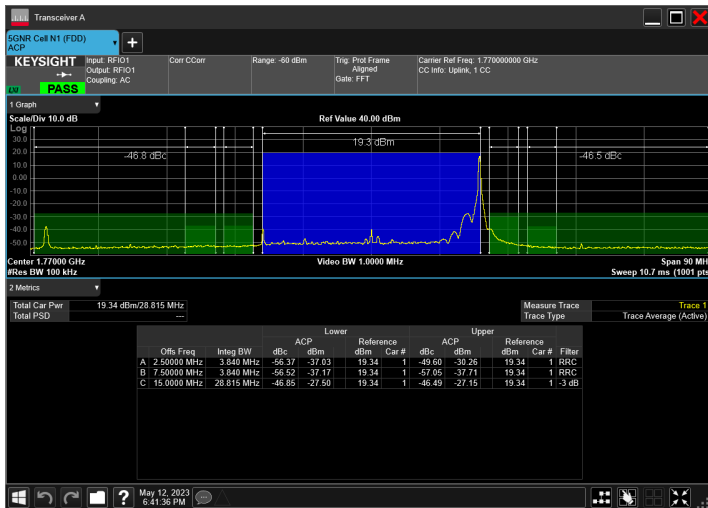 Transceiver A
5GNR Cell N1 (FDD)
ACP
KEYSIGHT
Input: RFIO1
Output: RFIO1
Coupling: AC
Corr CCorr
Range: -60 dBm
Trig: Prot Frame
Aligned
Gate: FFT
Carrier Ref Freq: 1.770000000 GHz
CC Info: Uplink, 1 CC
PASS
1 Graph
Scale/Div 10.0 dB
Ref Value 40.00 dBm
Log
30.0
20.0
10.0
0.00
-10.0
-20.0
-30.0
-40.0
-50.0
-46.8 dBc
19.3 dBm
-46.5 dBc
Center 1.77000 GHz
Video BW 1.0000 MHz
Span 90 MH
#Res BW 100 kHz
Sweep 10.7 ms (1001 pts
2 Metrics
Total Car Pwr 19.34 dBm/28.815 MHz
Total PSD ---
Measure Trace Trace 1
Trace Type Trace Average (Active)
Lower Upper
ACP Reference ACP Reference
Offs Freq Integ BW dBc dBm dBm Car # dBc dBm dBm Car # Filter
A 2.50000 MHz 3.840 MHz -56.37 -37.03 19.34 1 -49.60 -30.26 19.34 1 RRC
B 7.50000 MHz 3.840 MHz -56.52 -37.17 19.34 1 -57.05 -37.71 19.34 1 RRC
C 15.0000 MHz 28.815 MHz -46.85 -27.50 19.34 1 -46.49 -27.15 19.34 1 -3 dB
?
May 12, 2023
6:41:36 PM